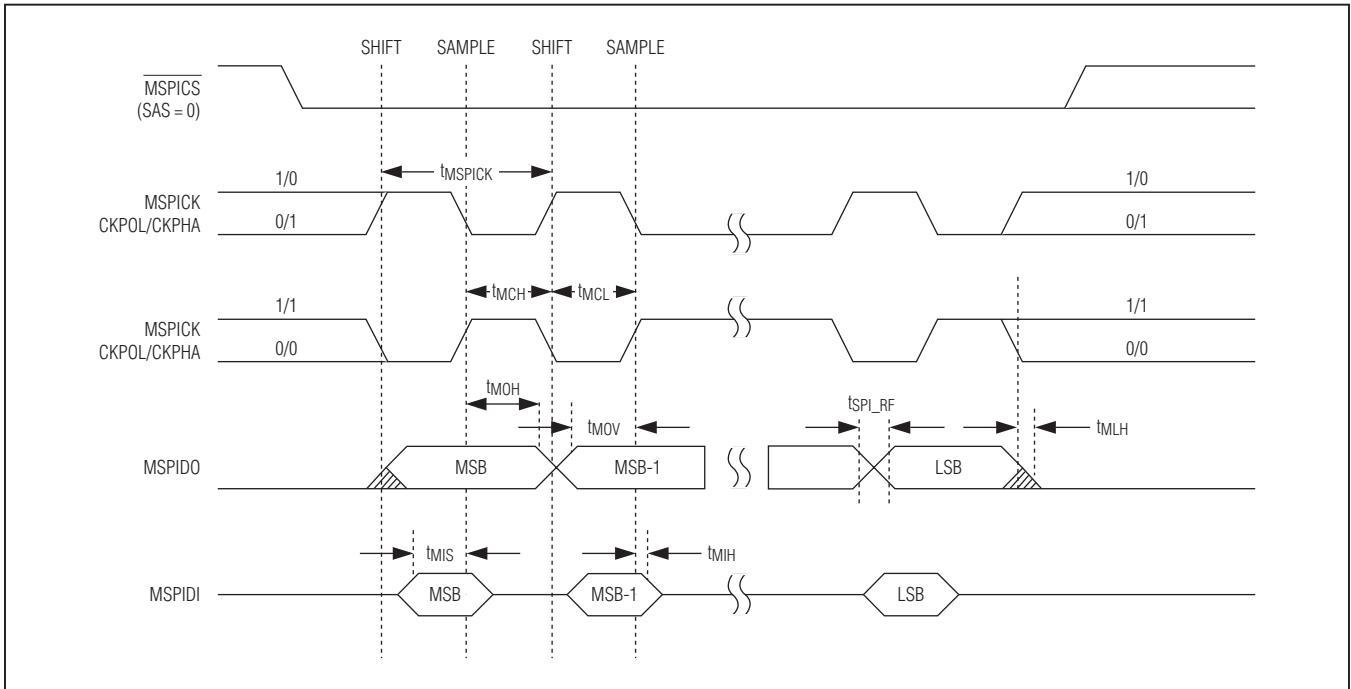 SHIFT SAMPLE SHIFT SAMPLE
MSPICS
(SAS = 0)
tMSPICK
1/0 1/0
MSPICK
CKPOL/CKPHA 0/1 0/1
tMCH tMCL
1/1 1/1
MSPICK
CKPOL/CKPHA 0/0 0/0
tMOH
tMOV tSPI_RF tMLH
MSPIDO MSB MSB-1 LSB
tMIS tMIH
MSPIDI MSB MSB-1 LSB